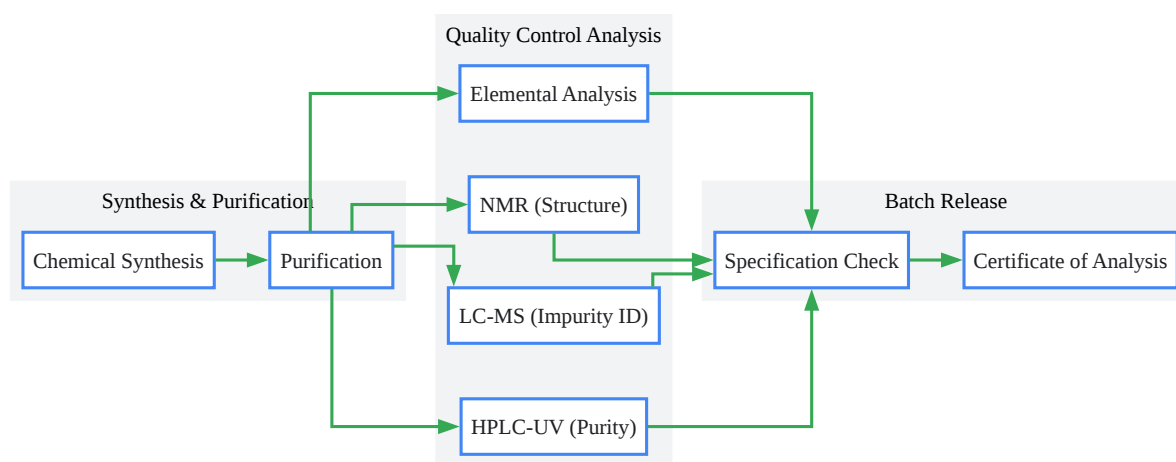 Quality Control Analysis
Elemental Analysis
Synthesis & Purification
NMR (Structure)
Batch Release
Chemical Synthesis
Purification
Specification Check
Certificate of Analysis
LC-MS (Impurity ID)
HPLC-UV (Purity)